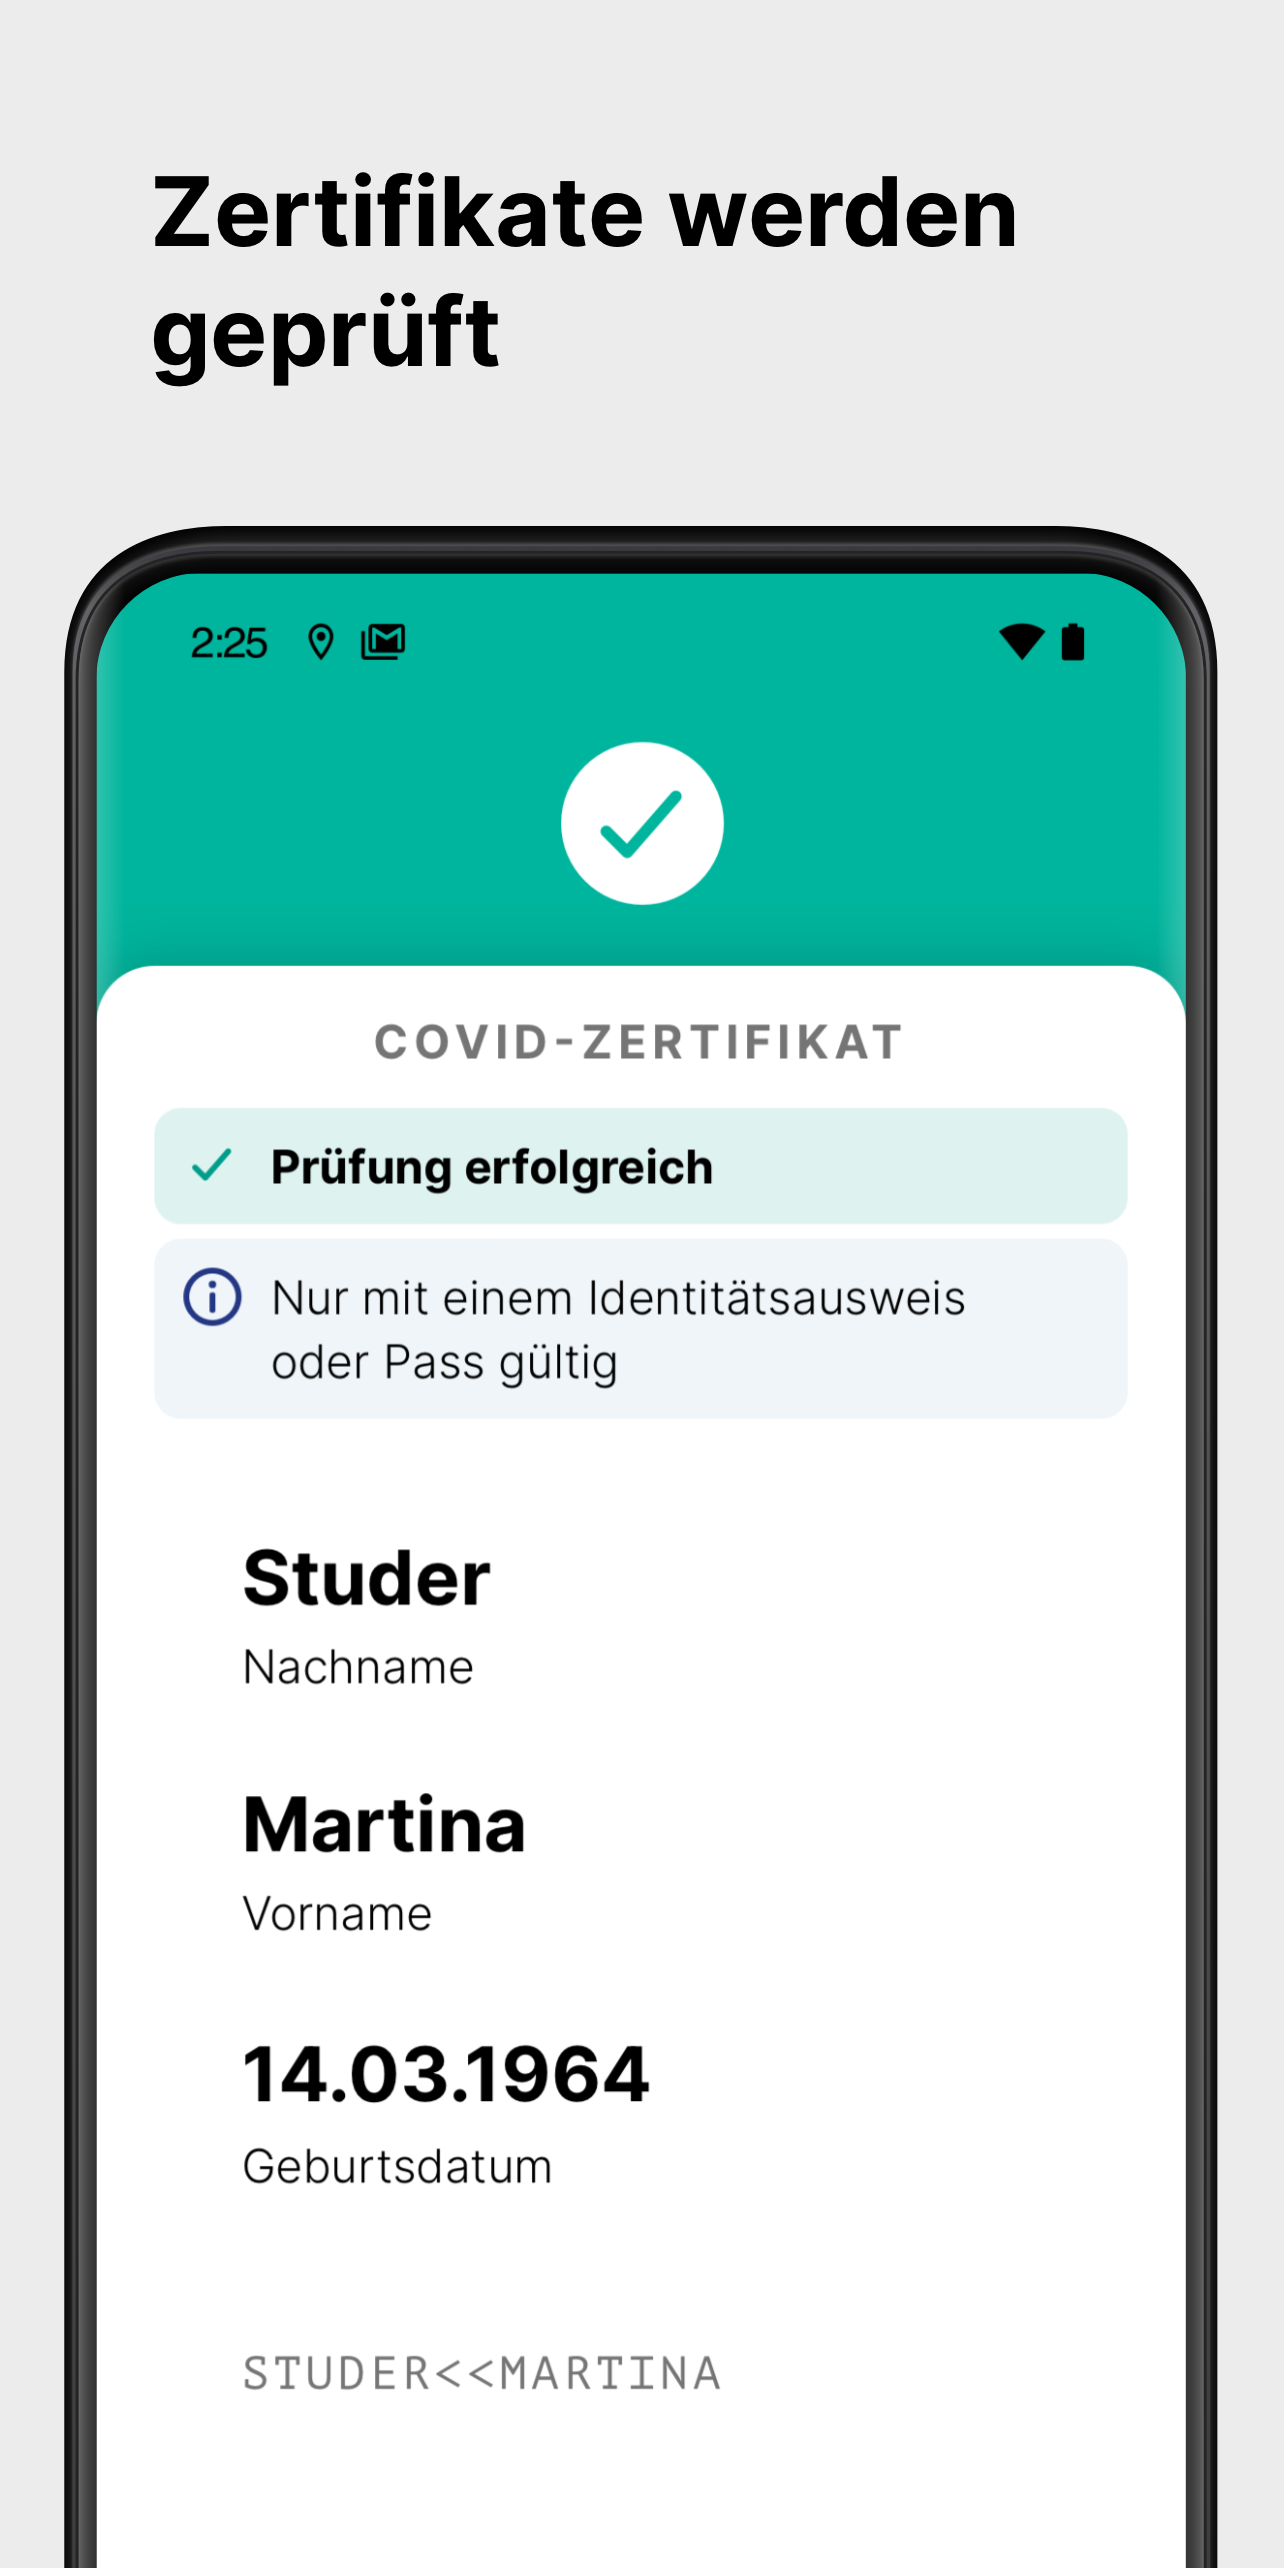 Zertifikate werden
geprüft
2:25
COVID-ZERTIFIKAT
Prüfung erfolgreich
Nur mit einem Identitätsausweis
oder Pass gültig
Studer
Nachname
Martina
Vorname
14.03.1964
Geburtsdatum
STUDER<<MARTINA